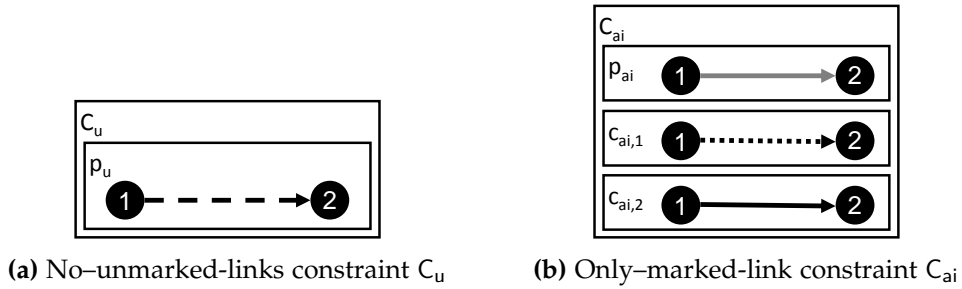 C_u
p_u
1 2
(a) No–unmarked-links constraint C_u
C_ai
p_ai
1 2
c_ai,1
1 2
c_ai,2
1 2
(b) Only–marked-link constraint C_ai